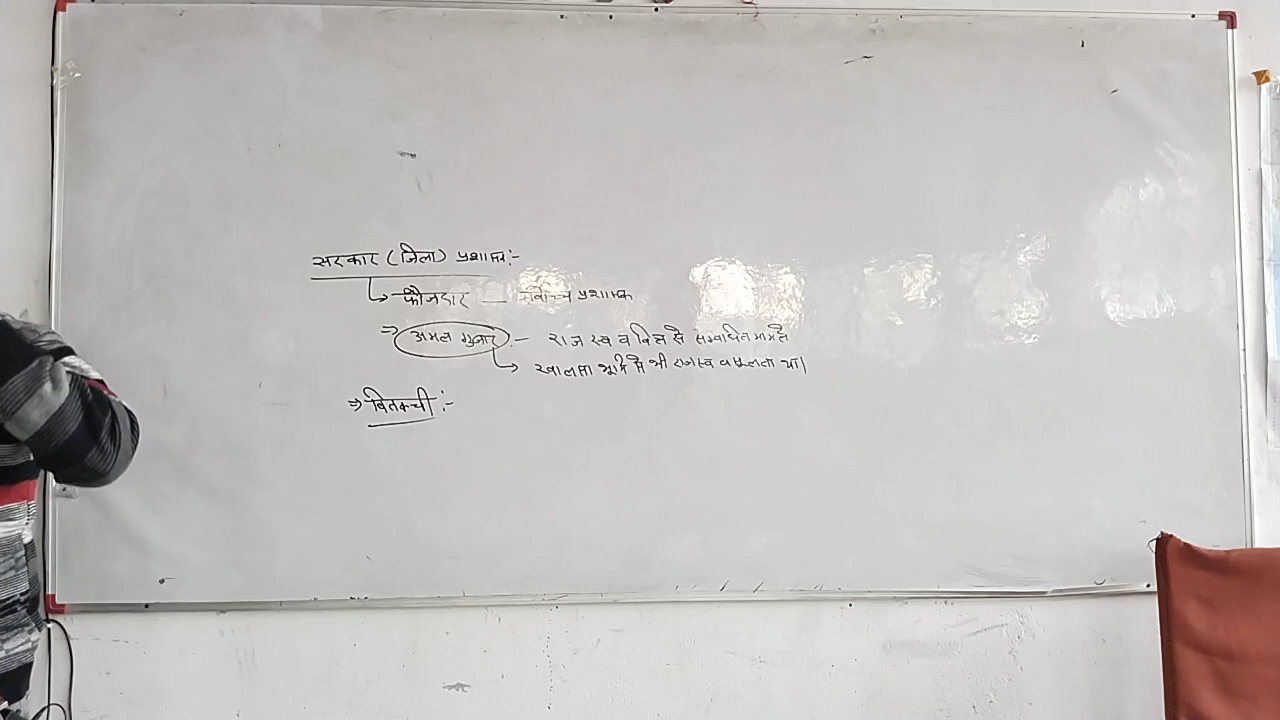 सरकार (जिला) प्रशासन :-
फौजदार — सर्वोच्च प्रशासक
⇒ अमल गुजार :- राजस्व व वित्त से सम्बंधित मामले
खालसा भूमि से भी राजस्व वसूलता था।
⇒ बितकची :-